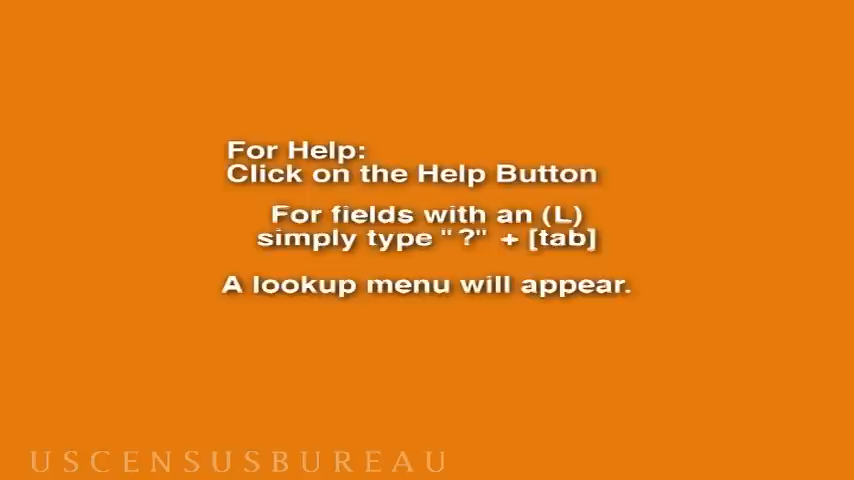 For Help:
Click on the Help Button
For fields with an (L)
simply type "?" + [tab]
A lookup menu will appear.
USCENSUSBUREAU